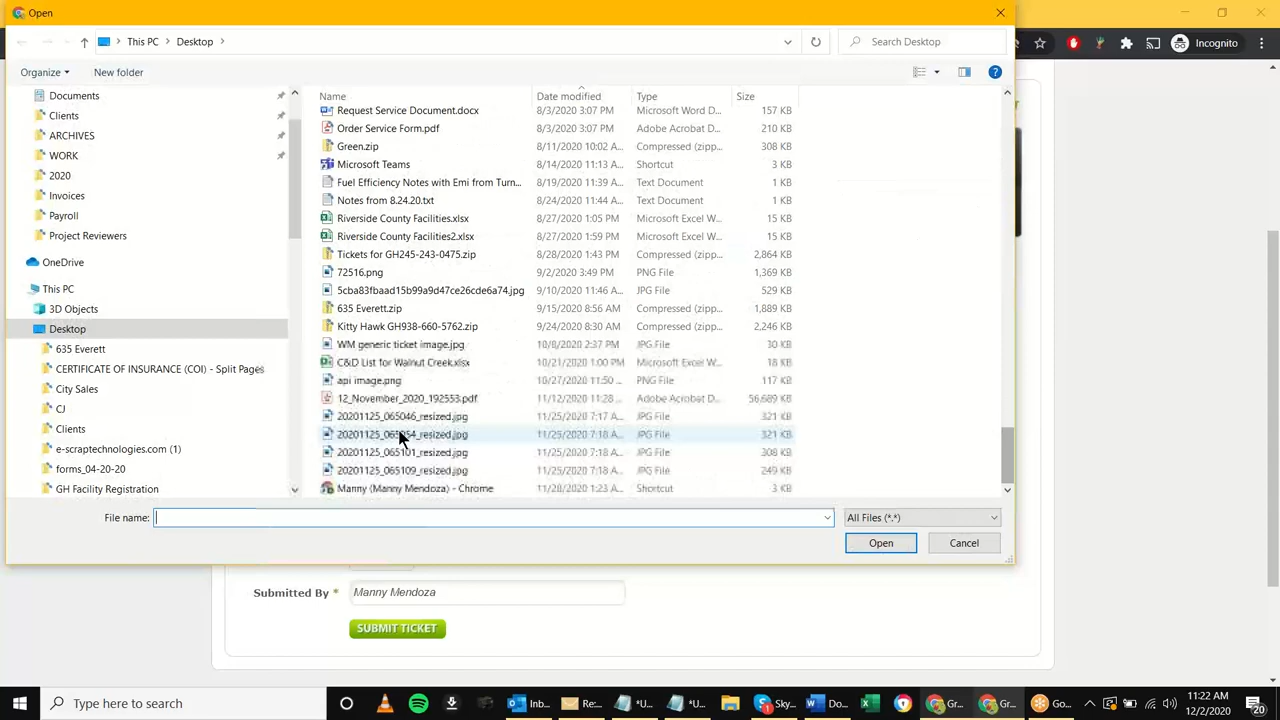 Open
This PC > Desktop >
Search Desktop
Organize
New folder
Name
Date modified
Type
Size
Documents
Clients
ARCHIVES
WORK
2020
Invoices
Payroll
Project Reviewers
OneDrive
This PC
3D Objects
Desktop
635 Everett
CERTIFICATE OF INSURANCE (COI) - Split Pages
City Sales
CJ
Clients
e-scraptechnologies.com (1)
forms_04-20-20
GH Facility Registration
Request Service Document.docx 8/3/2020 3:07 PM Microsoft Word D... 157 KB
Order Service Form.pdf 8/3/2020 3:07 PM Adobe Acrobat D... 210 KB
Green.zip 8/11/2020 10:02 A... Compressed (zipp... 308 KB
Microsoft Teams 8/14/2020 11:13 A... Shortcut 3 KB
Fuel Efficiency Notes with Emi from Turn... 8/19/2020 11:39 A... Text Document 1 KB
Notes from 8.24.20.txt 8/24/2020 11:44 A... Text Document 1 KB
Riverside County Facilities.xlsx 8/27/2020 1:05 PM Microsoft Excel W... 15 KB
Riverside County Facilities2.xlsx 8/27/2020 1:59 PM Microsoft Excel W... 15 KB
Tickets for GH245-243-0475.zip 8/28/2020 1:43 PM Compressed (zipp... 2,864 KB
72516.png 9/2/2020 3:49 PM PNG File 1,369 KB
5cba83fbaad15b99a9d47ce26cde6a74.jpg 9/10/2020 11:46 A... JPG File 529 KB
635 Everett.zip 9/15/2020 8:56 AM Compressed (zipp... 1,889 KB
Kitty Hawk GH938-660-5762.zip 9/24/2020 8:30 AM Compressed (zipp... 2,246 KB
WM generic ticket image.jpg 10/8/2020 2:37 PM JPG File 30 KB
C&D List for Walnut Creek.xlsx 10/21/2020 1:00 PM Microsoft Excel W... 18 KB
api image.png 10/27/2020 11:50 ... PNG File 117 KB
12_November_2020_192553.pdf 11/12/2020 11:28 ... Adobe Acrobat D... 56,689 KB
20201125_065046_resized.jpg 11/25/2020 7:17 A... JPG File 321 KB
20201125_065054_resized.jpg 11/25/2020 7:18 A... JPG File 321 KB
20201125_065101_resized.jpg 11/25/2020 7:18 A... JPG File 308 KB
20201125_065109_resized.jpg 11/25/2020 7:18 A... JPG File 249 KB
Manny (Manny Mendoza) - Chrome 11/28/2020 1:23 A... Shortcut 3 KB
File name:
All Files (*.*)
Open
Cancel
Incognito
Submitted By * Manny Mendoza
SUBMIT TICKET
Type here to search
Inb...
Re:...
*U...
*U...
Sky...
Do...
Gr...
Gr...
Go...
11:22 AM
12/2/2020
20